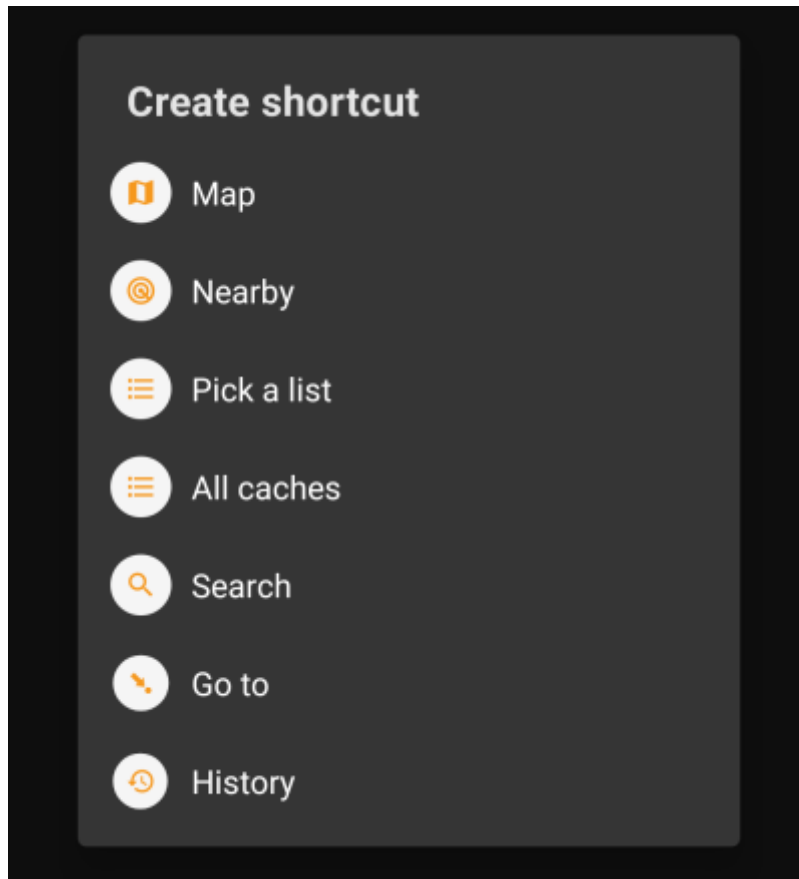 Create shortcut
Map
Nearby
Pick a list
All caches
Search
Go to
History